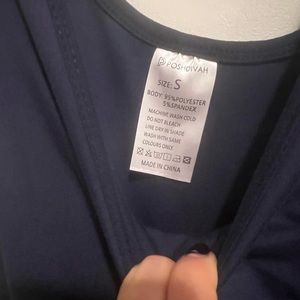 POSHDIVAH
SIZE: S
BODY: 95%POLYESTER
5%SPANDEX
MACHINE WASH COLD
DO NOT BLEACH
LINE DRY IN SHADE
WASH WITH SAME
COLOURS ONLY
MADE IN CHINA